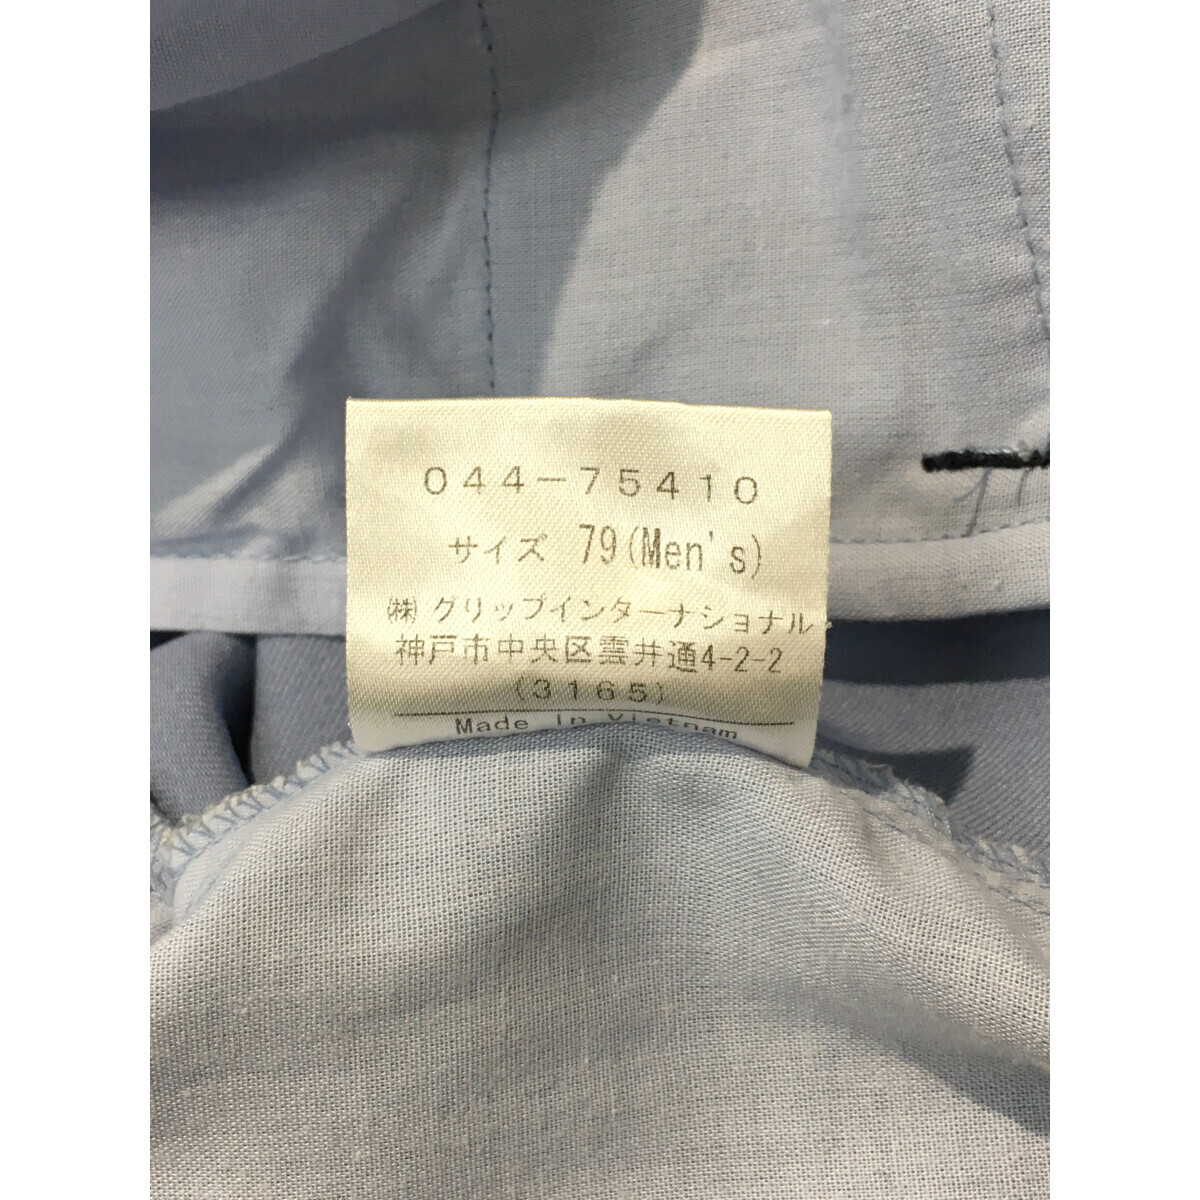 044-75410
サイズ 79(Men's)
㈱グリップインターナショナル
神戸市中央区雲井通4-2-2
(3165)
Made in Vietnam